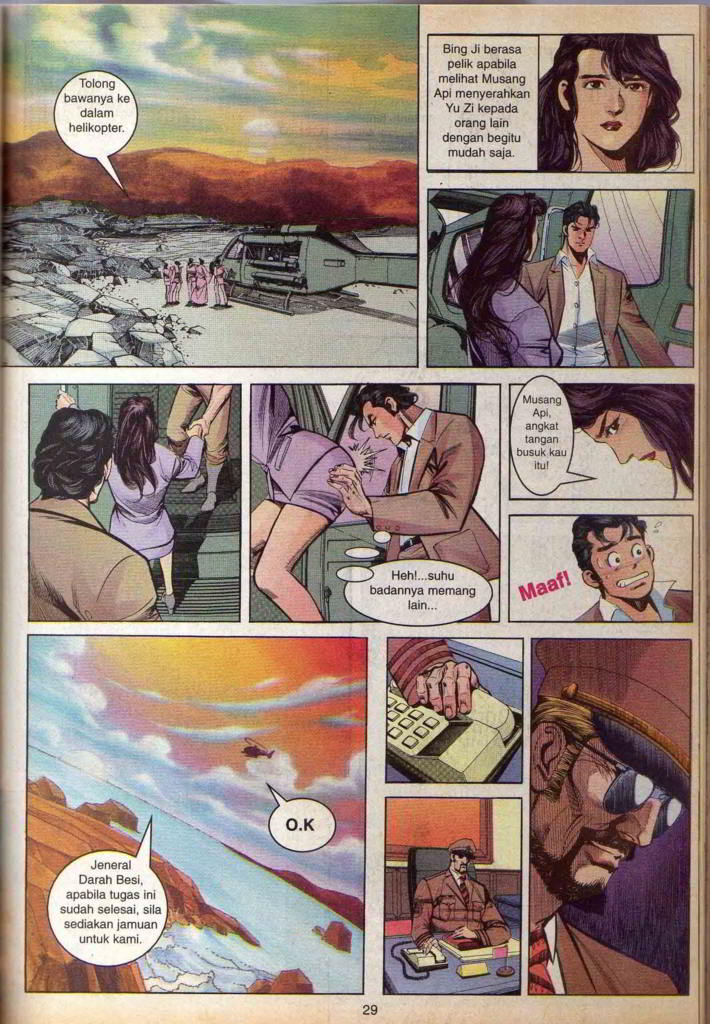 Tolong
bawanya ke
dalam
helikopter.
Bing Ji berasa
pelik apabila
melihat Musang
Api menyerahkan
Yu Zi kepada
orang lain
dengan begitu
mudah saja.
Heh!...suhu
badannya memang
lain...
Musang
Api,
angkat
tangan
busuk kau
itu!
Maaf!
O.K
Jeneral
Darah Besi,
apabila tugas ini
sudah selesai, sila
sediakan jamuan
untuk kami.
29